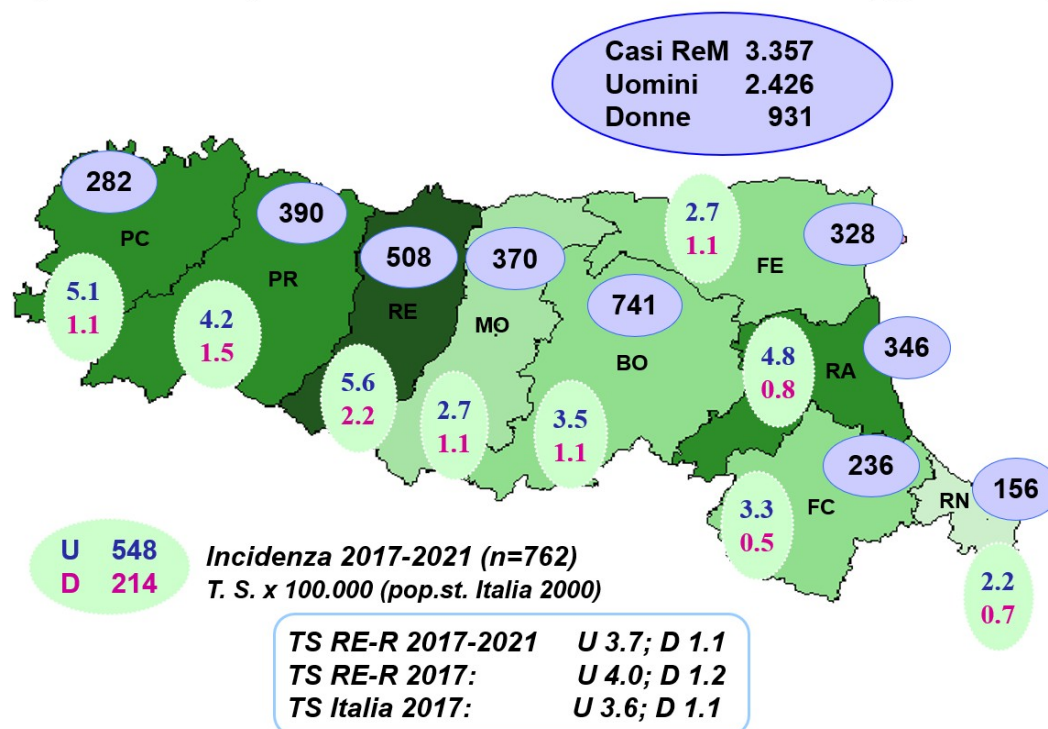 Casi ReM 3.357
Uomini 2.426
Donne 931
282
PC
5.1
1.1
390
PR
4.2
1.5
508
RE
5.6
2.2
370
MO
2.7
1.1
741
BO
3.5
1.1
2.7
1.1
328
FE
346
4.8
0.8
RA
236
FC
3.3
0.5
156
RN
2.2
0.7
U 548
D 214
Incidenza 2017-2021 (n=762)
T. S. x 100.000 (pop.st. Italia 2000)
TS RE-R 2017-2021 U 3.7; D 1.1
TS RE-R 2017: U 4.0; D 1.2
TS Italia 2017: U 3.6; D 1.1